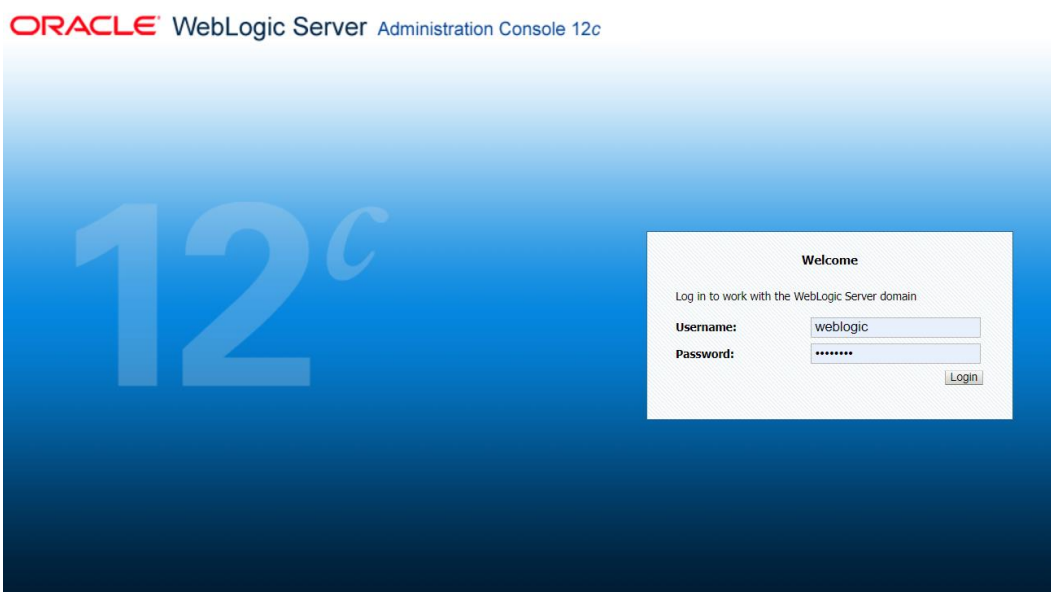 ORACLE WebLogic Server Administration Console 12c
12c
Welcome
Log in to work with the WebLogic Server domain
Username: weblogic
Password: ••••••••
Login